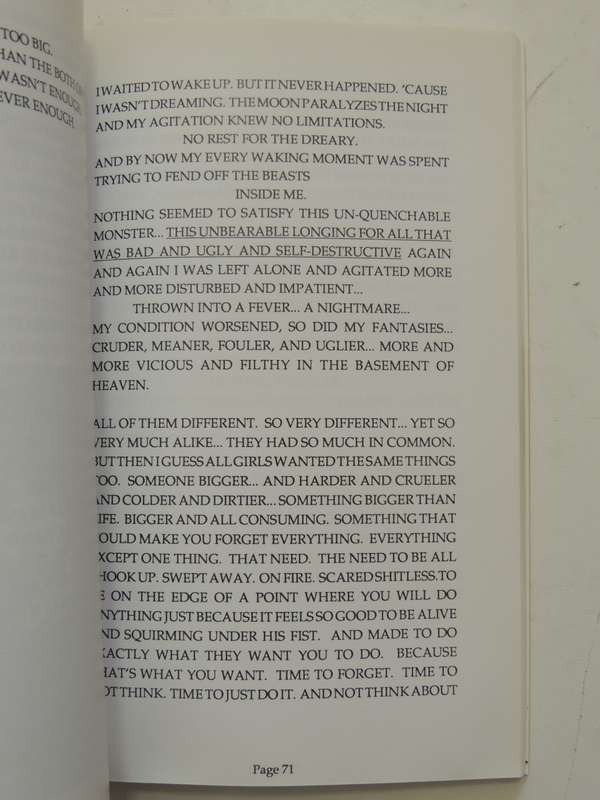 TOO BIG.
THAN THE BOTH O
WASN'T ENOUGH
EVER ENOUGH.
I WAITED TO WAKE UP. BUT IT NEVER HAPPENED. 'CAUSE
I WASN'T DREAMING. THE MOON PARALYZES THE NIGHT
AND MY AGITATION KNEW NO LIMITATIONS.
NO REST FOR THE DREARY.
AND BY NOW MY EVERY WAKING MOMENT WAS SPENT
TRYING TO FEND OFF THE BEASTS
INSIDE ME.
NOTHING SEEMED TO SATISFY THIS UN-QUENCHABLE
MONSTER... THIS UNBEARABLE LONGING FOR ALL THAT
WAS BAD AND UGLY AND SELF-DESTRUCTIVE AGAIN
AND AGAIN I WAS LEFT ALONE AND AGITATED MORE
AND MORE DISTURBED AND IMPATIENT...
THROWN INTO A FEVER... A NIGHTMARE...
MY CONDITION WORSENED, SO DID MY FANTASIES...
CRUDER, MEANER, FOULER, AND UGLIER... MORE AND
MORE VICIOUS AND FILTHY IN THE BASEMENT OF
HEAVEN.
ALL OF THEM DIFFERENT. SO VERY DIFFERENT... YET SO
VERY MUCH ALIKE... THEY HAD SO MUCH IN COMMON.
BUT THEN I GUESS ALL GIRLS WANTED THE SAME THINGS
TOO. SOMEONE BIGGER... AND HARDER AND CRUELER
AND COLDER AND DIRTIER... SOMETHING BIGGER THAN
LIFE. BIGGER AND ALL CONSUMING. SOMETHING THAT
OULD MAKE YOU FORGET EVERYTHING. EVERYTHING
XCEPT ONE THING. THAT NEED. THE NEED TO BE ALL
HOOK UP. SWEPT AWAY. ON FIRE. SCARED SHITLESS.TO
E ON THE EDGE OF A POINT WHERE YOU WILL DO
NYTHING JUST BECAUSE IT FEELS SO GOOD TO BE ALIVE
ND SQUIRMING UNDER HIS FIST. AND MADE TO DO
XACTLY WHAT THEY WANT YOU TO DO. BECAUSE
HAT'S WHAT YOU WANT. TIME TO FORGET. TIME TO
OT THINK. TIME TO JUST DO IT. AND NOT THINK ABOUT
Page 71